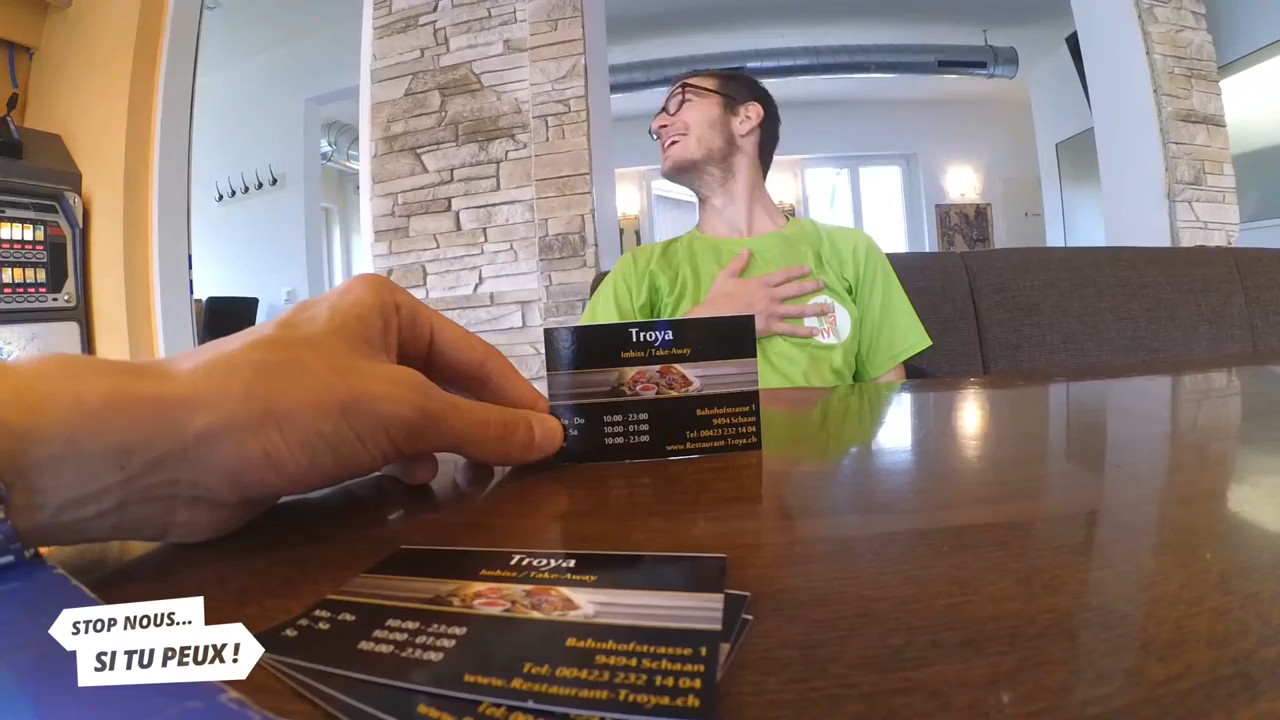 Troya
Imbiss / Take-Away
- Do 10:00 - 23:00
- Sa 10:00 - 01:00
10:00 - 23:00
Bahnhofstrasse 1
9494 Schaan
Tel: 00423 232 14 04
www.Restaurant-Troya.ch
Troya
Imbiss / Take-Away
Mo - Do 10:00 - 23:00
Fr - Sa 10:00 - 01:00
So 10:00 - 23:00
Bahnhofstrasse 1
9494 Schaan
Tel: 00423 232 14 04
www.Restaurant-Troya.ch
STOP NOUS...
SI TU PEUX !